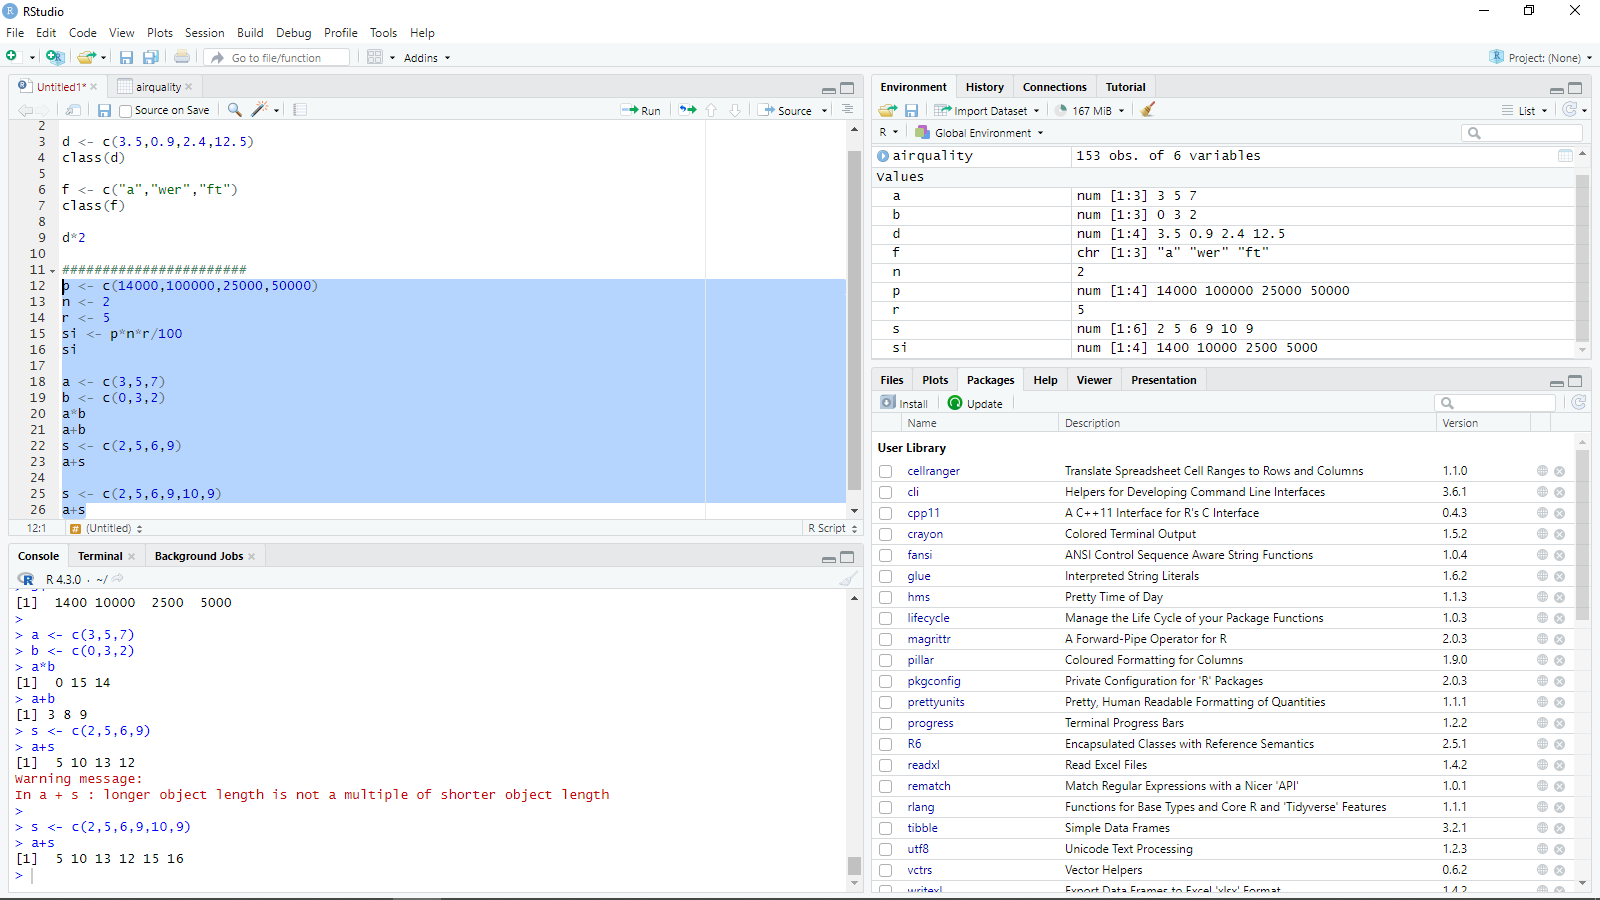 RStudio
File Edit Code View Plots Session Build Debug Profile Tools Help
Go to file/function Addins Project: (None)
Untitled1* airquality
Source on Save Run Source
2
3 d <- c(3.5,0.9,2.4,12.5)
4 class(d)
5
6 f <- c("a","wer","ft")
7 class(f)
8
9 d*2
10
11 #######################
12 p <- c(14000,100000,25000,50000)
13 n <- 2
14 r <- 5
15 si <- p*n*r/100
16 si
17
18 a <- c(3,5,7)
19 b <- c(0,3,2)
20 a*b
21 a+b
22 s <- c(2,5,6,9)
23 a+s
24
25 s <- c(2,5,6,9,10,9)
26 a+s
12:1 # (Untitled) R Script
Console Terminal Background Jobs
R 4.3.0 · ~/
[1] 1400 10000 2500 5000
>
> a <- c(3,5,7)
> b <- c(0,3,2)
> a*b
[1] 0 15 14
> a+b
[1] 3 8 9
> s <- c(2,5,6,9)
> a+s
[1] 5 10 13 12
Warning message:
In a + s : longer object length is not a multiple of shorter object length
>
> s <- c(2,5,6,9,10,9)
> a+s
[1] 5 10 13 12 15 16
>
Environment History Connections Tutorial
Import Dataset 167 MiB List
R Global Environment
airquality 153 obs. of 6 variables
Values
a num [1:3] 3 5 7
b num [1:3] 0 3 2
d num [1:4] 3.5 0.9 2.4 12.5
f chr [1:3] "a" "wer" "ft"
n 2
p num [1:4] 14000 100000 25000 50000
r 5
s num [1:6] 2 5 6 9 10 9
si num [1:4] 1400 10000 2500 5000
Files Plots Packages Help Viewer Presentation
Install Update
Name Description Version
User Library
cellranger Translate Spreadsheet Cell Ranges to Rows and Columns 1.1.0
cli Helpers for Developing Command Line Interfaces 3.6.1
cpp11 A C++11 Interface for R's C Interface 0.4.3
crayon Colored Terminal Output 1.5.2
fansi ANSI Control Sequence Aware String Functions 1.0.4
glue Interpreted String Literals 1.6.2
hms Pretty Time of Day 1.1.3
lifecycle Manage the Life Cycle of your Package Functions 1.0.3
magrittr A Forward-Pipe Operator for R 2.0.3
pillar Coloured Formatting for Columns 1.9.0
pkgconfig Private Configuration for 'R' Packages 2.0.3
prettyunits Pretty, Human Readable Formatting of Quantities 1.1.1
progress Terminal Progress Bars 1.2.2
R6 Encapsulated Classes with Reference Semantics 2.5.1
readxl Read Excel Files 1.4.2
rematch Match Regular Expressions with a Nicer 'API' 1.0.1
rlang Functions for Base Types and Core R and 'Tidyverse' Features 1.1.1
tibble Simple Data Frames 3.2.1
utf8 Unicode Text Processing 1.2.3
vctrs Vector Helpers 0.6.2
writexl Export Data Frames to Excel 'xlsx' Format 1.4.2